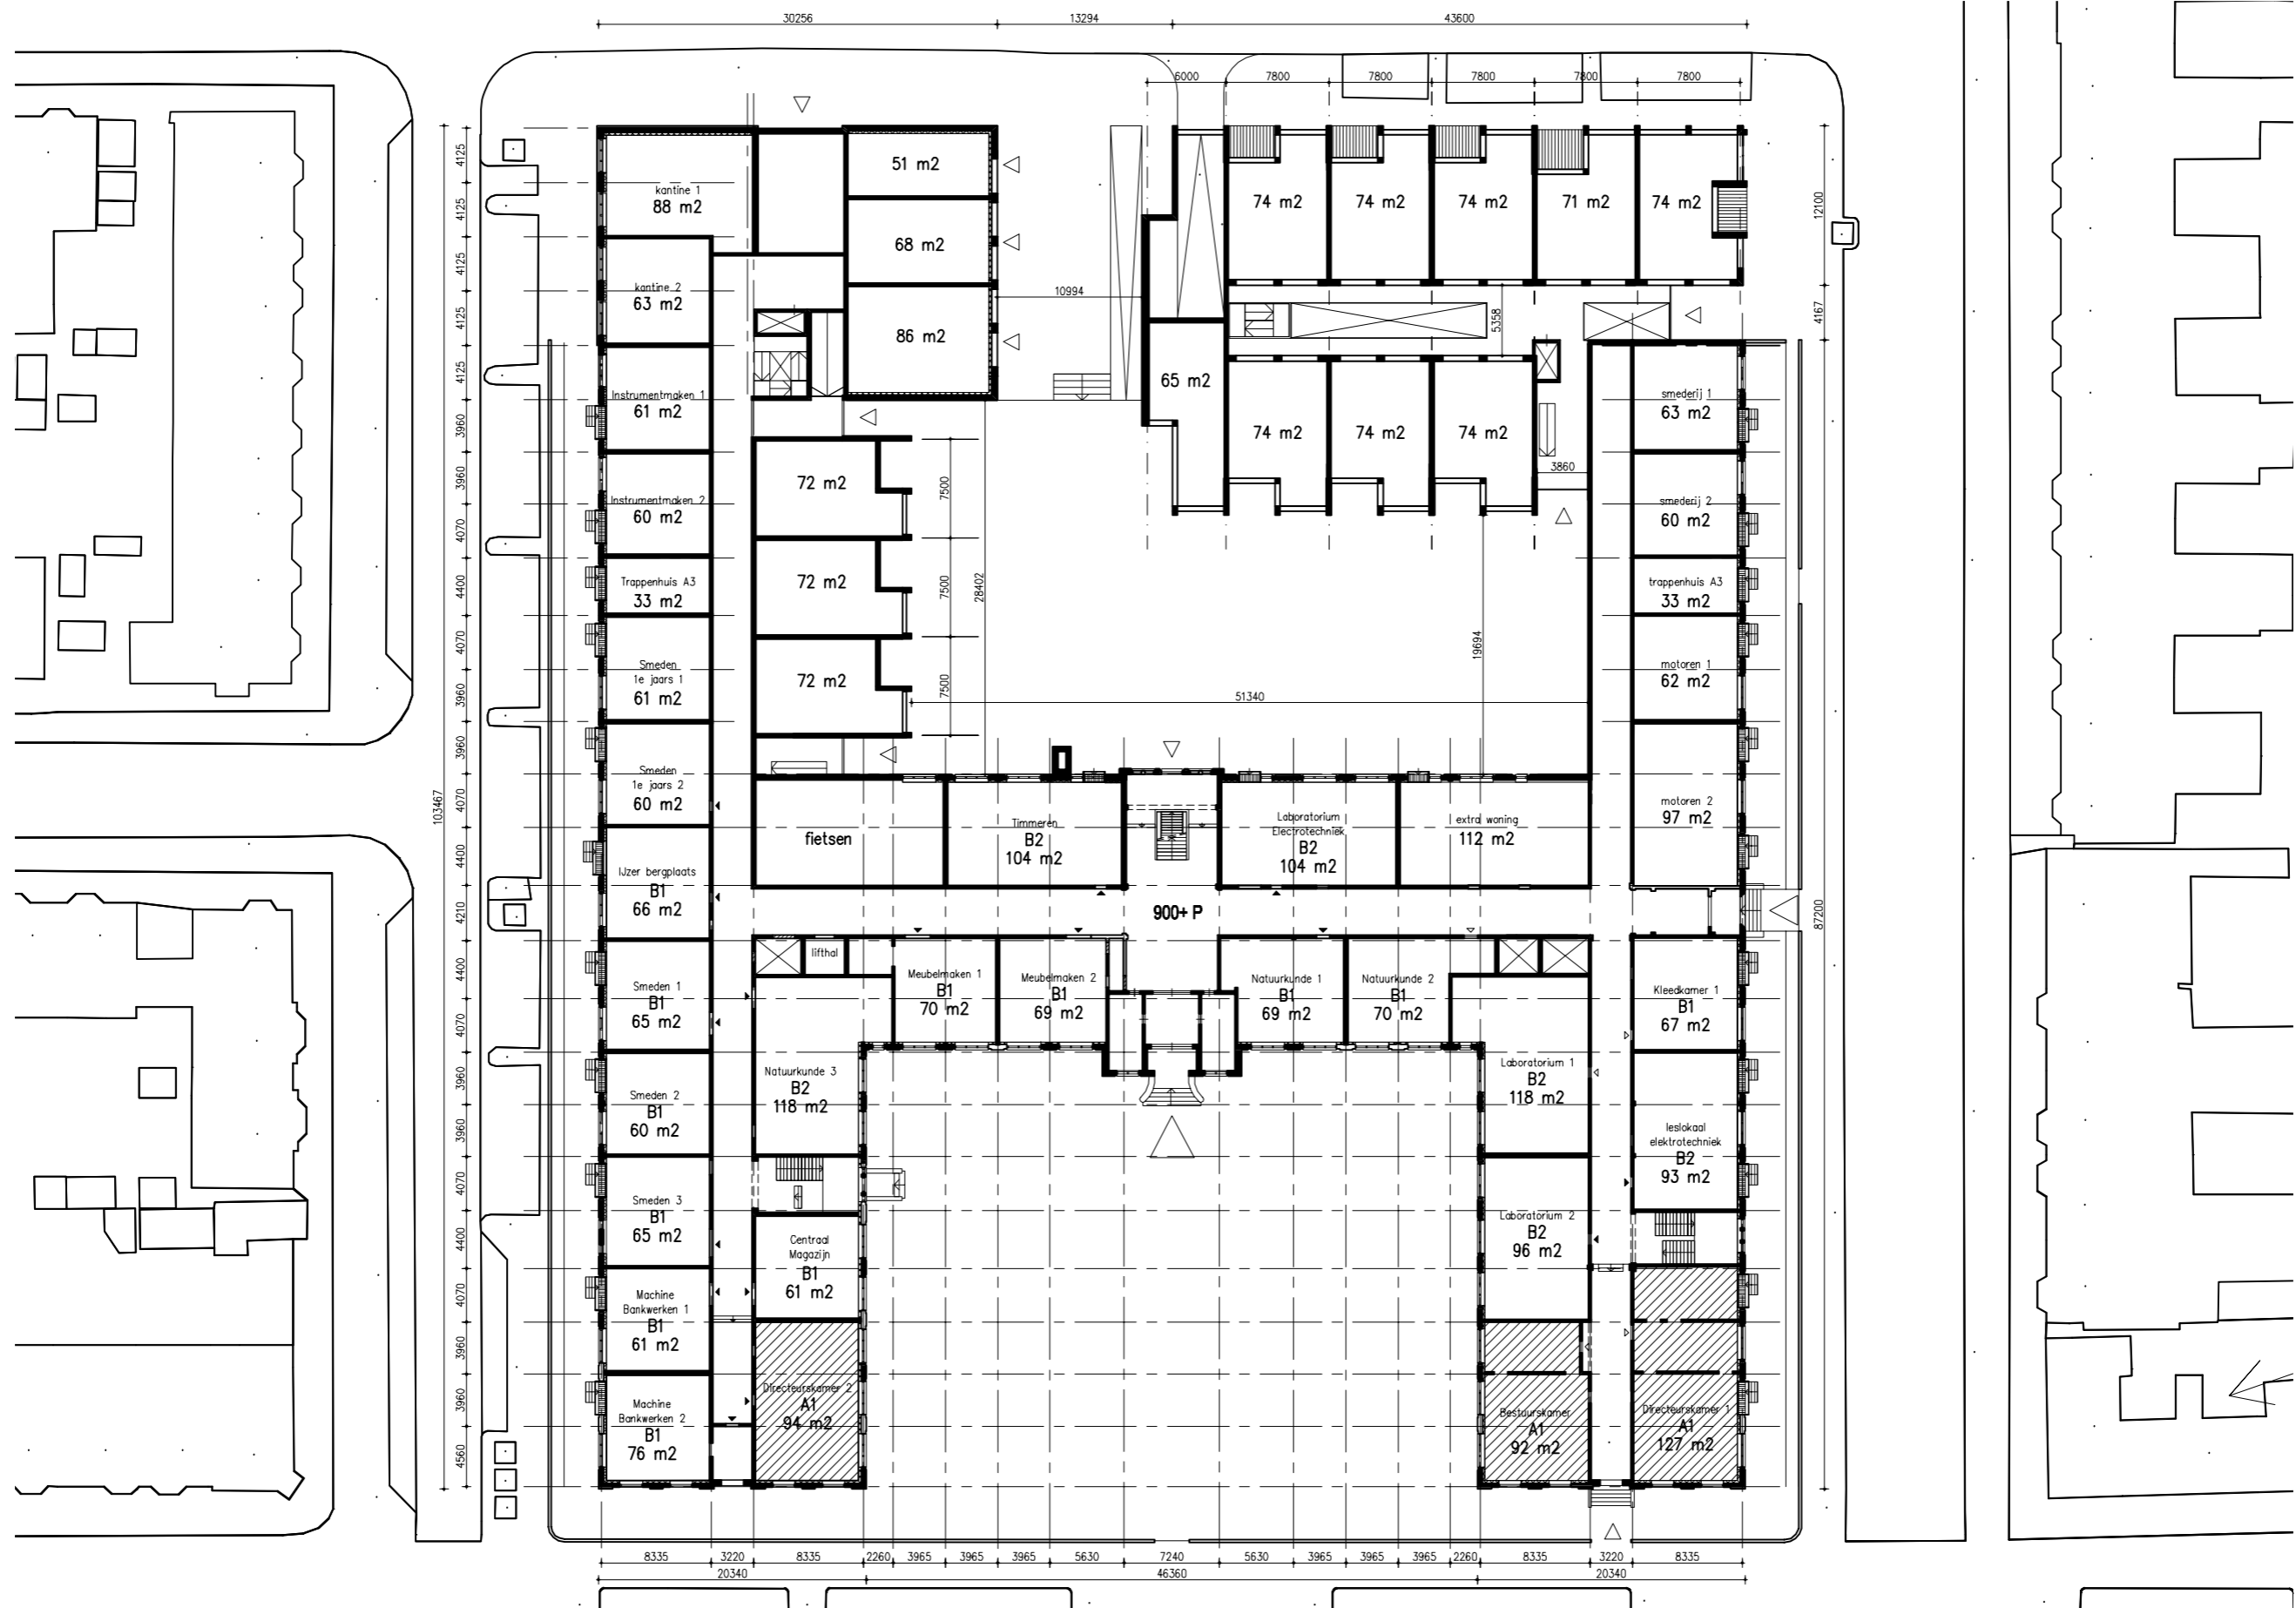 30256
13294
43600
6000
7800
7800
7800
7800
7800
4125
4125
4125
4125
4125
3960
3960
4070
4400
4070
3960
3960
4070
4400
4210
4400
4070
3960
3960
4070
4400
4070
3960
3960
4560
103467
kantine 1
88 m2
51 m2
68 m2
86 m2
kantine 2
63 m2
10994
74 m2
74 m2
74 m2
71 m2
74 m2
12100
4167
5358
65 m2
74 m2
74 m2
74 m2
3860
Instrumentmaken 1
61 m2
Instrumentmaken 2
60 m2
Trappenhuis A3
33 m2
Smeden
1e jaars 1
61 m2
Smeden
1e jaars 2
60 m2
IJzer bergplaats
B1
66 m2
Smeden 1
B1
65 m2
Smeden 2
B1
60 m2
Smeden 3
B1
65 m2
Machine
Bankwerken 1
B1
61 m2
Machine
Bankwerken 2
B1
76 m2
72 m2
72 m2
72 m2
7500
7500
7500
28402
19694
51340
smederij 1
63 m2
smederij 2
60 m2
trappenhuis A3
33 m2
motoren 1
62 m2
motoren 2
97 m2
87200
fietsen
Timmeren
B2
104 m2
Laboratorium
Electrotechniek
B2
104 m2
extra woning
112 m2
900+ P
lifthal
Meubelmaken 1
B1
70 m2
Meubelmaken 2
B1
69 m2
Natuurkunde 1
B1
69 m2
Natuurkunde 2
B1
70 m2
Kleedkamer 1
B1
67 m2
Natuurkunde 3
B2
118 m2
Laboratorium 1
B2
118 m2
leslokaal
elektrotechniek
B2
93 m2
Centraal
Magazijn
B1
61 m2
Laboratorium 2
B2
96 m2
Directeurskamer 2
A1
94 m2
Bestuurskamer
A1
92 m2
Directeurskamer 1
A1
127 m2
8335
3220
8335
2260
3965
3965
3965
5630
7240
5630
3965
3965
3965
2260
8335
3220
8335
20340
46360
20340